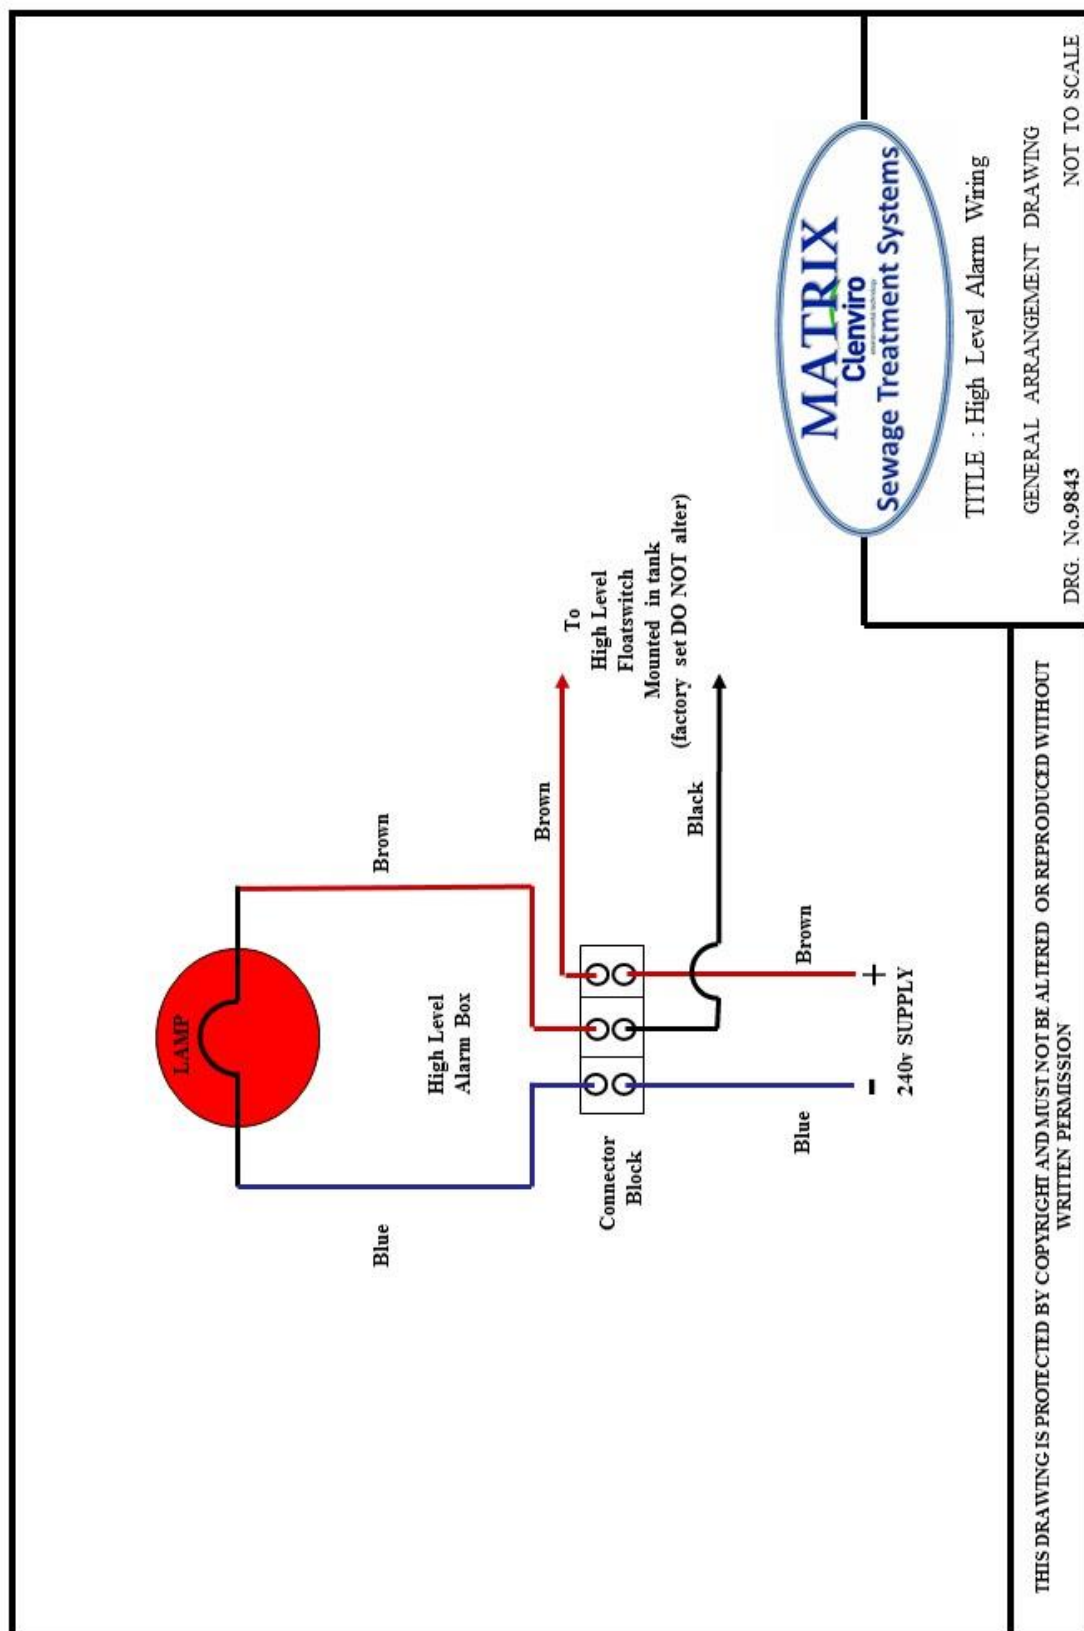 LAMP
Blue
Brown
High Level
Alarm Box
Connector
Block
Brown
To
High Level
Floatswitch
Mounted in tank
(factory set DO NOT alter)
Black
Blue
Brown
- +
240v SUPPLY
MATRIX
Clenviro
environmental technology
Sewage Treatment Systems
TITLE : High Level Alarm Wiring
GENERAL ARRANGEMENT DRAWING
DRG. No.9843 NOT TO SCALE
THIS DRAWING IS PROTECTED BY COPYRIGHT AND MUST NOT BE ALTERED OR REPRODUCED WITHOUT
WRITTEN PERMISSION